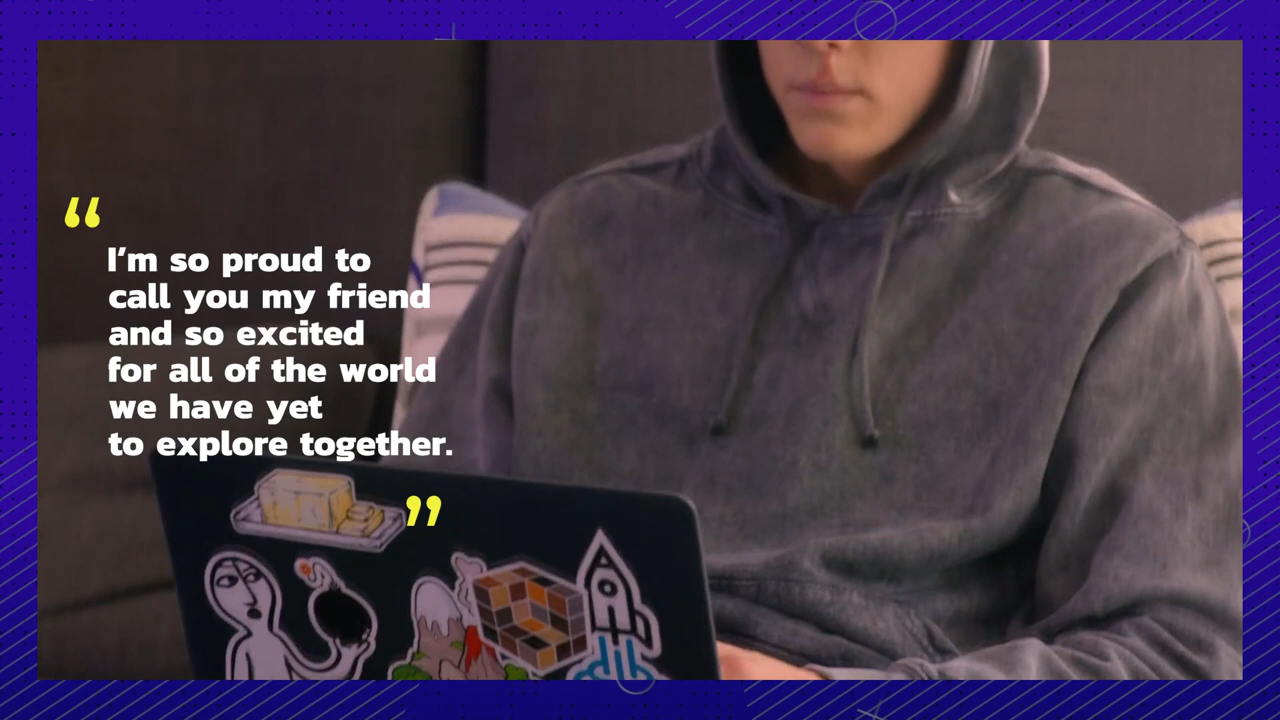 “
I’m so proud to
call you my friend
and so excited
for all of the world
we have yet
to explore together.
”